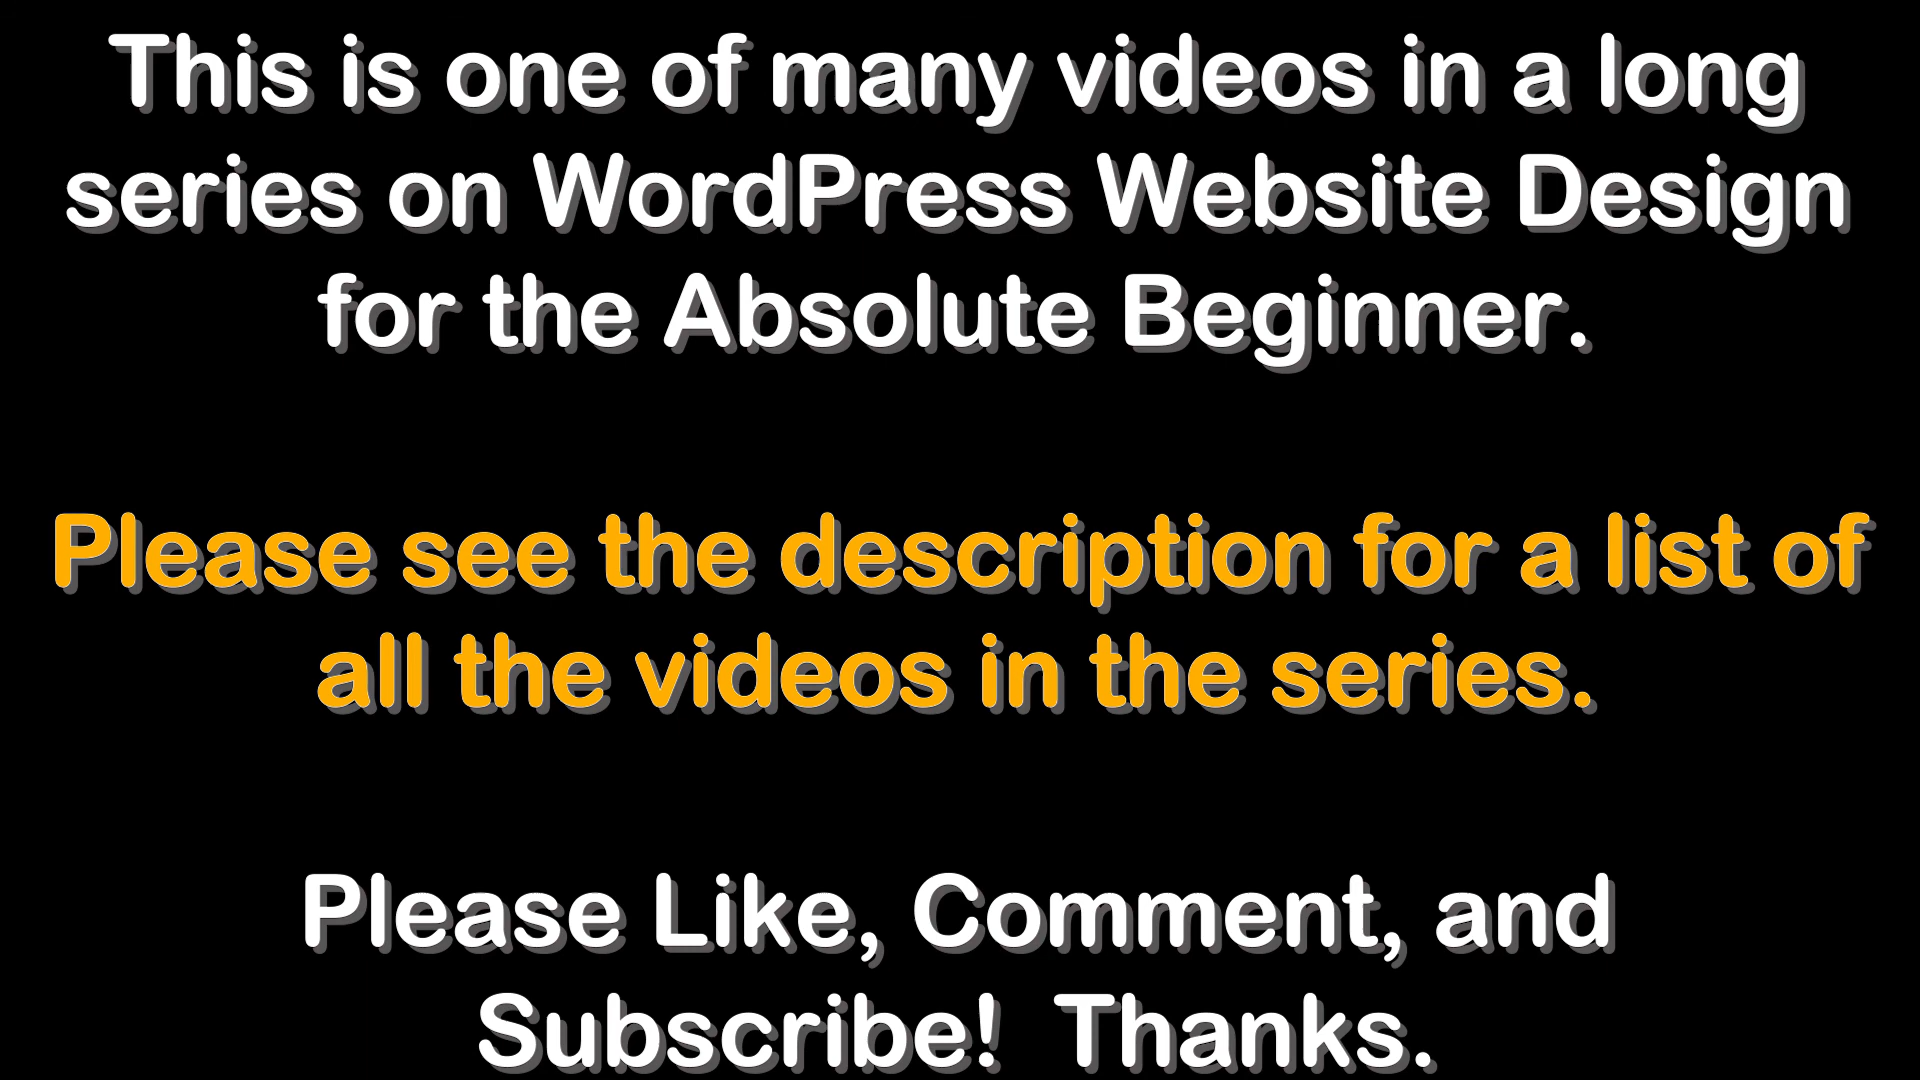 This is one of many videos in a long
series on WordPress Website Design
for the Absolute Beginner.
Please see the description for a list of
all the videos in the series.
Please Like, Comment, and
Subscribe!  Thanks.